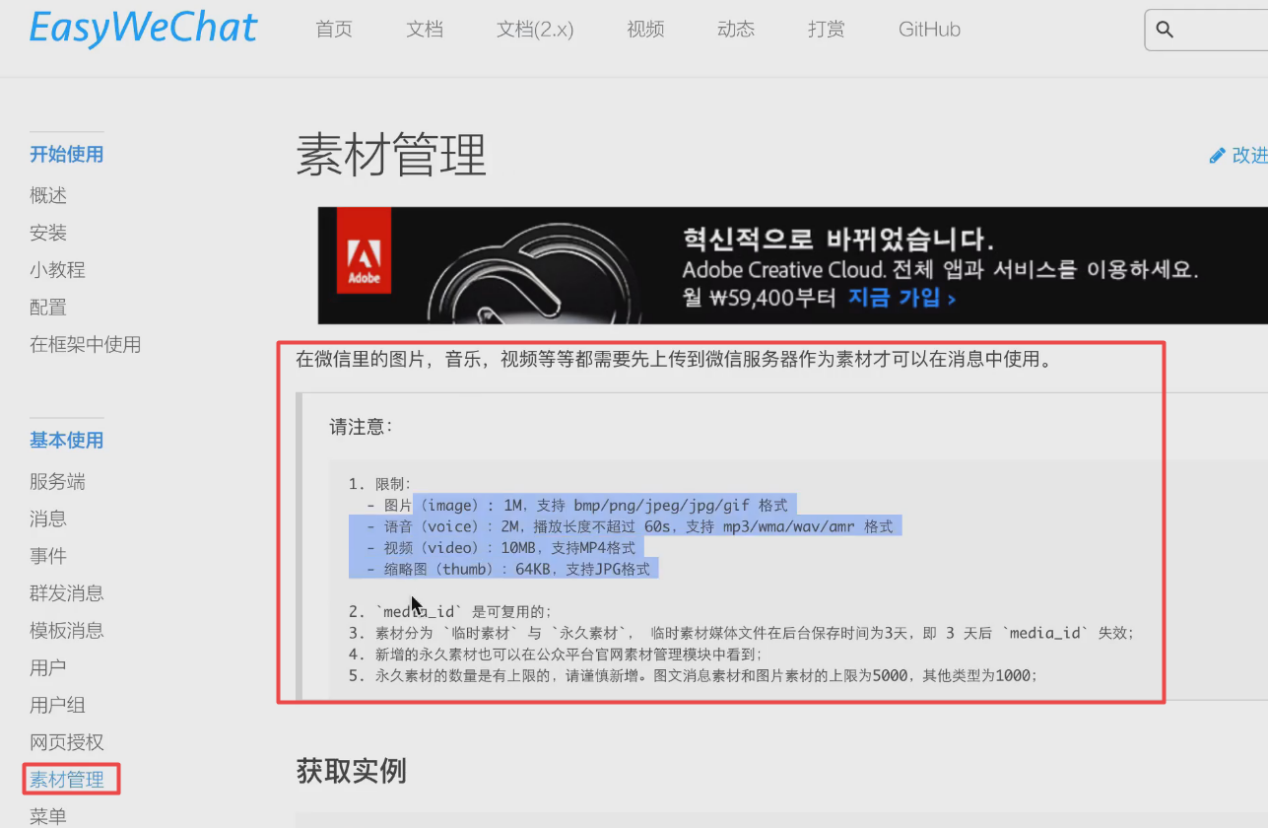 EasyWeChat
首页 文档 文档(2.x) 视频 动态 打赏 GitHub
开始使用
概述
安装
小教程
配置
在框架中使用
基本使用
服务端
消息
事件
群发消息
模板消息
用户
用户组
网页授权
素材管理
菜单
素材管理
改进
Adobe
혁신적으로 바뀌었습니다.
Adobe Creative Cloud. 전체 앱과 서비스를 이용하세요.
월 ₩59,400부터 지금 가입 ›
在微信里的图片，音乐，视频等等都需要先上传到微信服务器作为素材才可以在消息中使用。
请注意：
1. 限制：
- 图片（image）: 1M，支持 bmp/png/jpeg/jpg/gif 格式
- 语音（voice）：2M，播放长度不超过 60s，支持 mp3/wma/wav/amr 格式
- 视频（video）：10MB，支持MP4格式
- 缩略图（thumb）：64KB，支持JPG格式
2. `media_id` 是可复用的；
3. 素材分为 `临时素材` 与 `永久素材`， 临时素材媒体文件在后台保存时间为3天，即 3 天后 `media_id` 失效；
4. 新增的永久素材也可以在公众平台官网素材管理模块中看到；
5. 永久素材的数量是有上限的，请谨慎新增。图文消息素材和图片素材的上限为5000，其他类型为1000；
获取实例